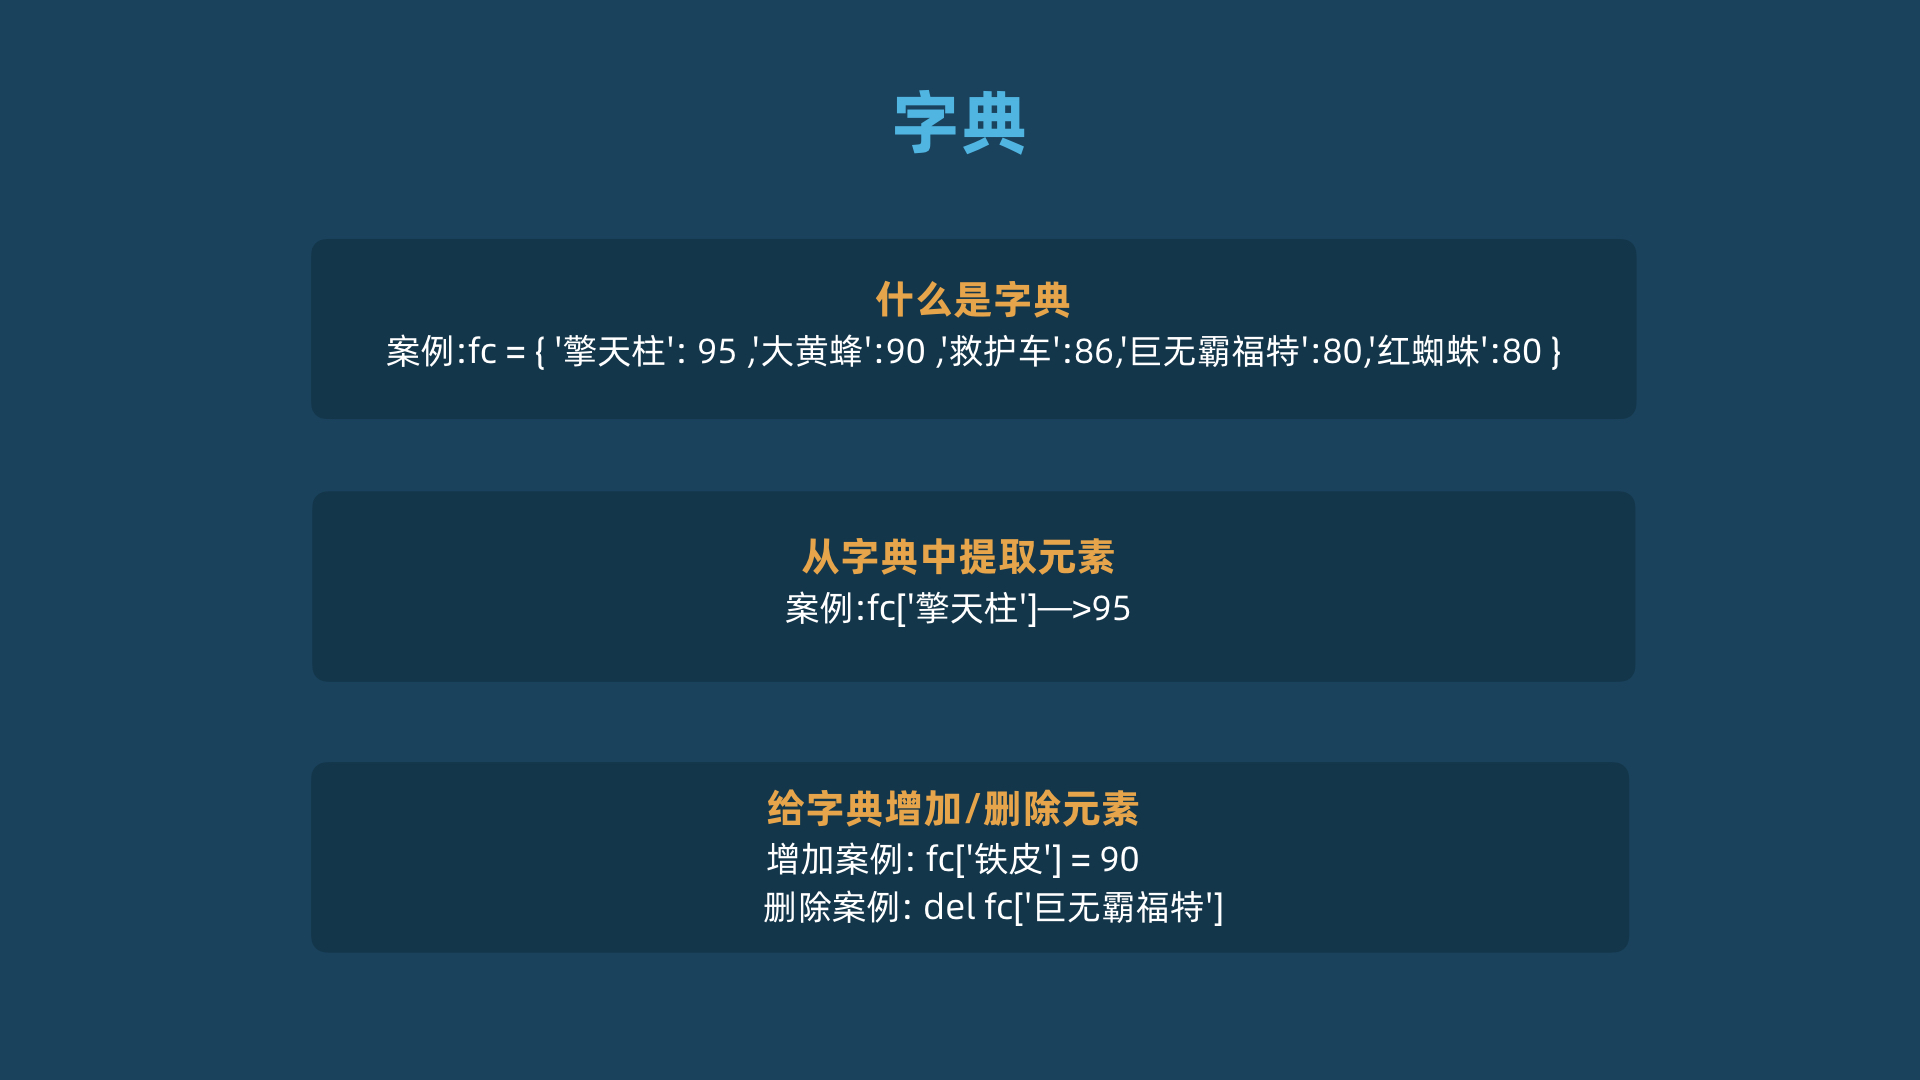 字典
什么是字典
案例:fc = { '擎天柱': 95 ,'大黄蜂':90 ,'救护车':86,'巨无霸福特':80,'红蜘蛛':80 }
从字典中提取元素
案例:fc['擎天柱']—>95
给字典增加/删除元素
增加案例: fc['铁皮'] = 90
删除案例: del fc['巨无霸福特']